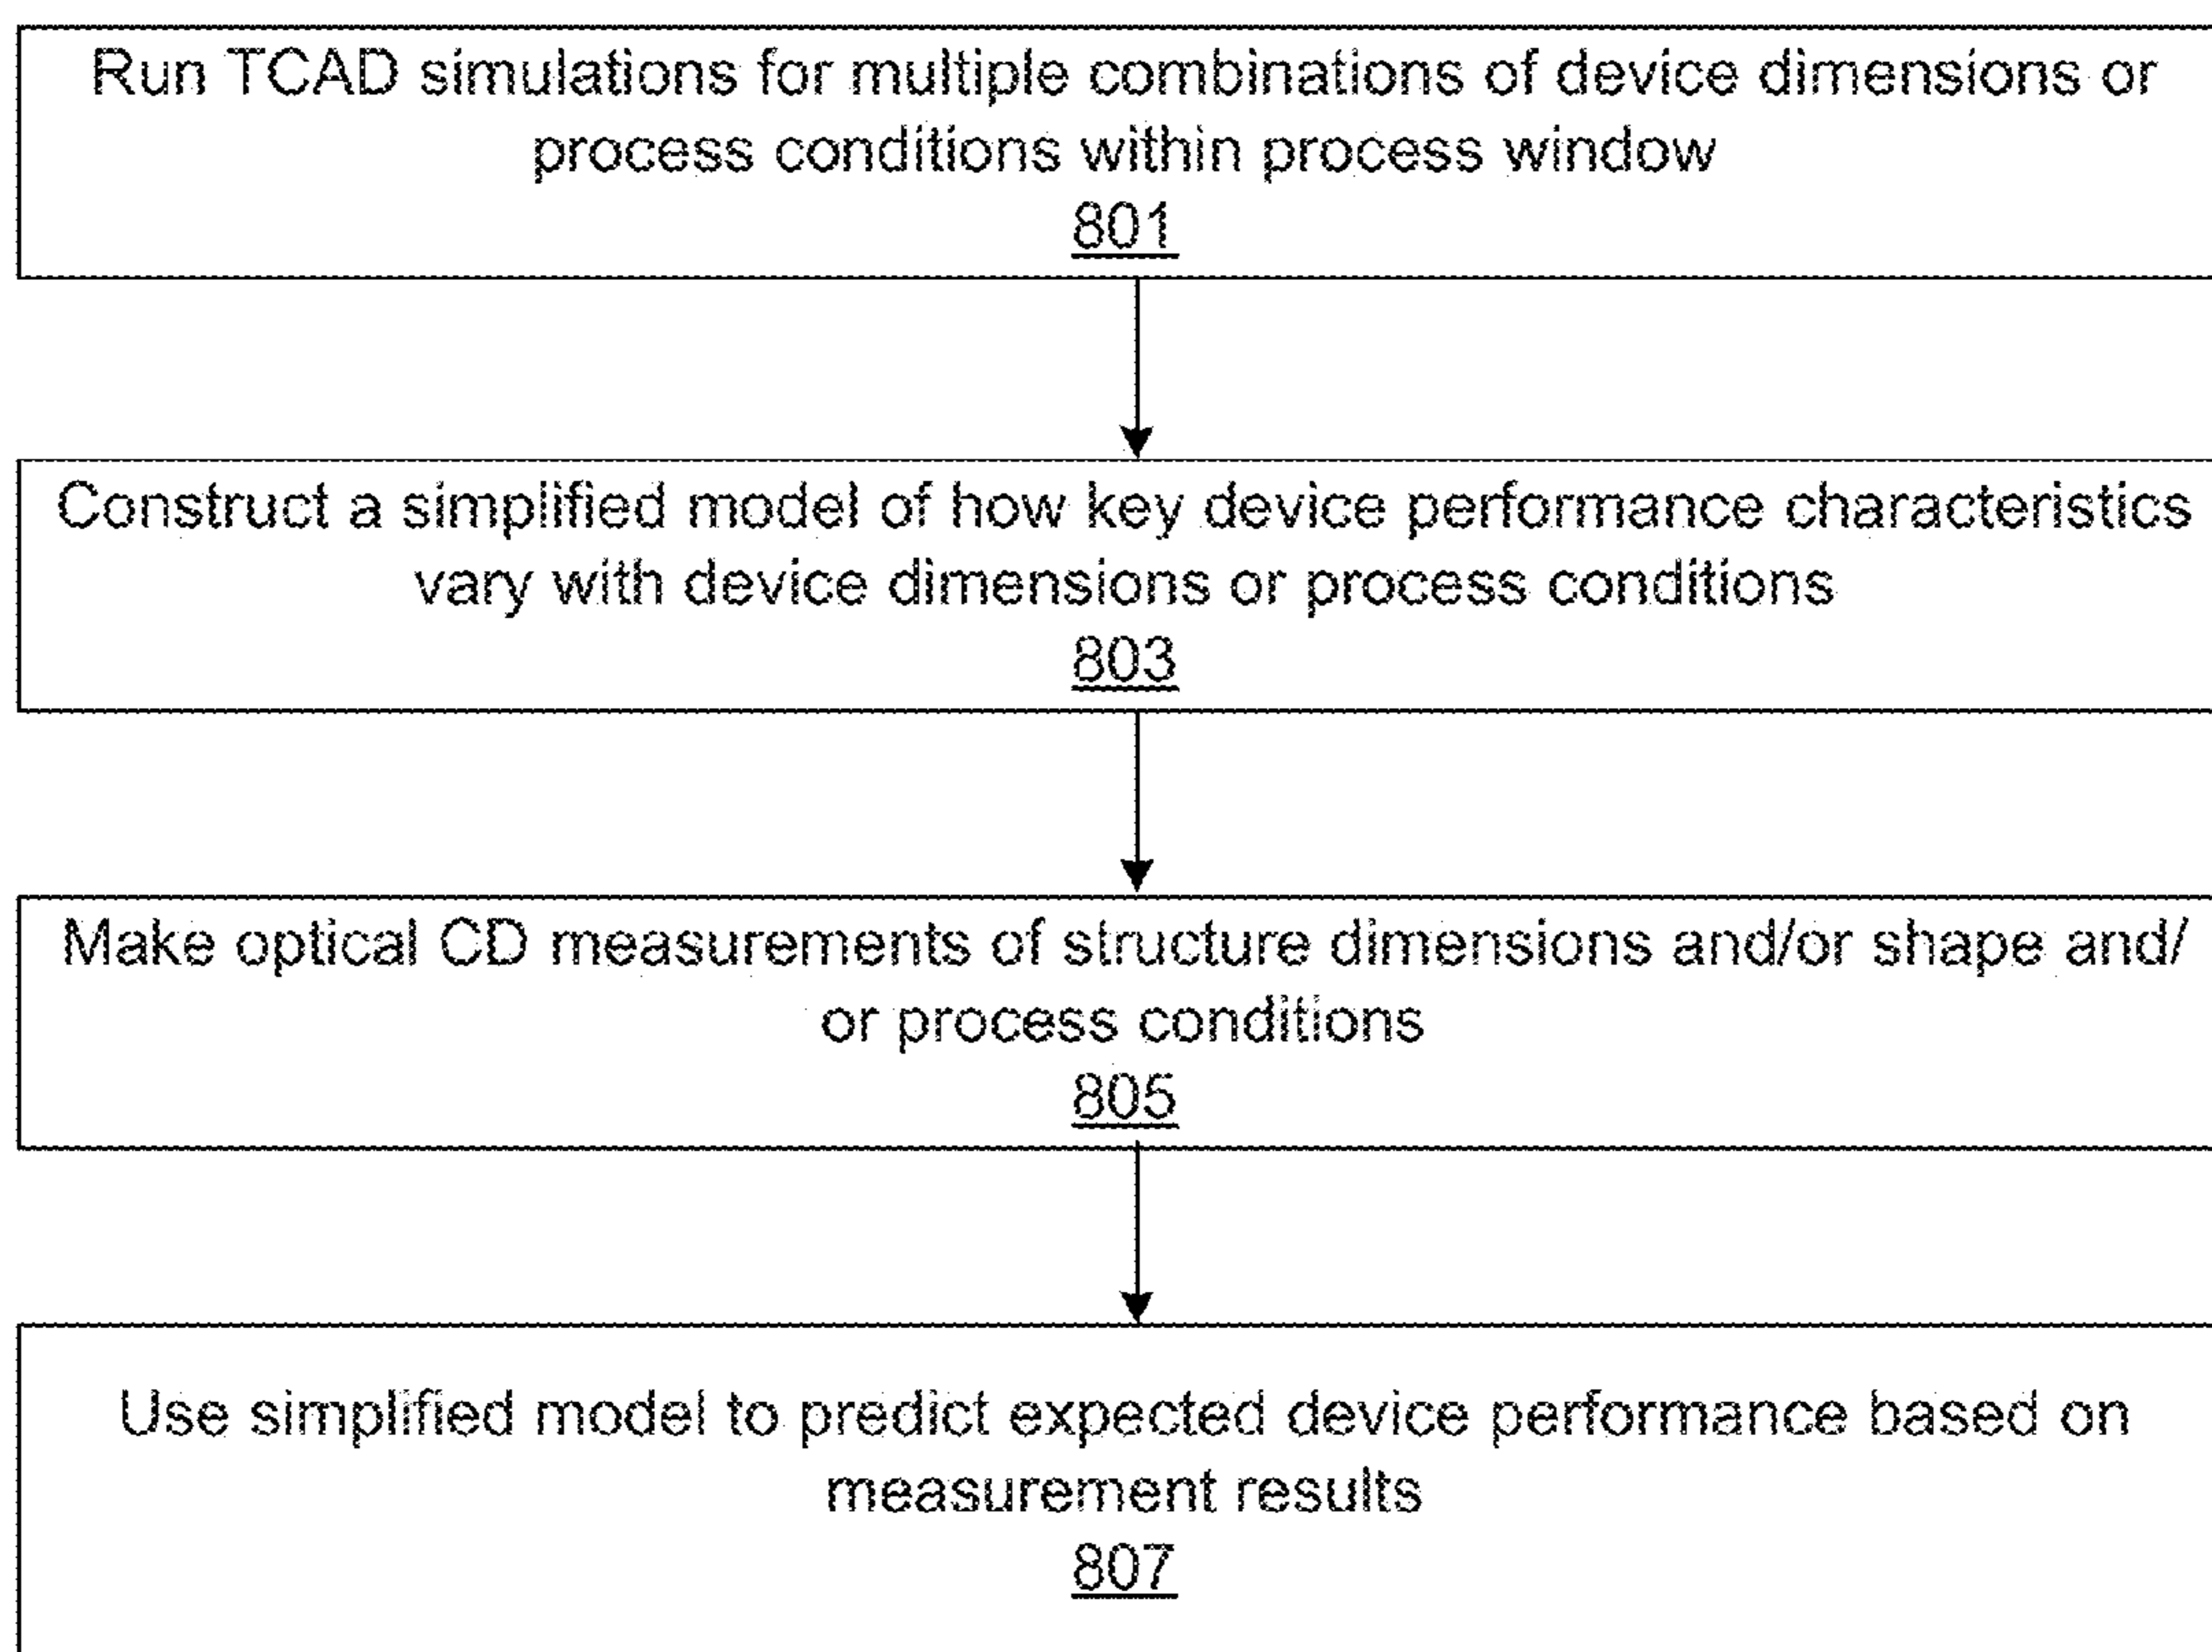 Run TCAD simulations for multiple combinations of device dimensions or
process conditions within process window
801
Construct a simplified model of how key device performance characteristics
vary with device dimensions or process conditions
803
Make optical CD measurements of structure dimensions and/or shape and/
or process conditions
805
Use simplified model to predict expected device performance based on
measurement results
807